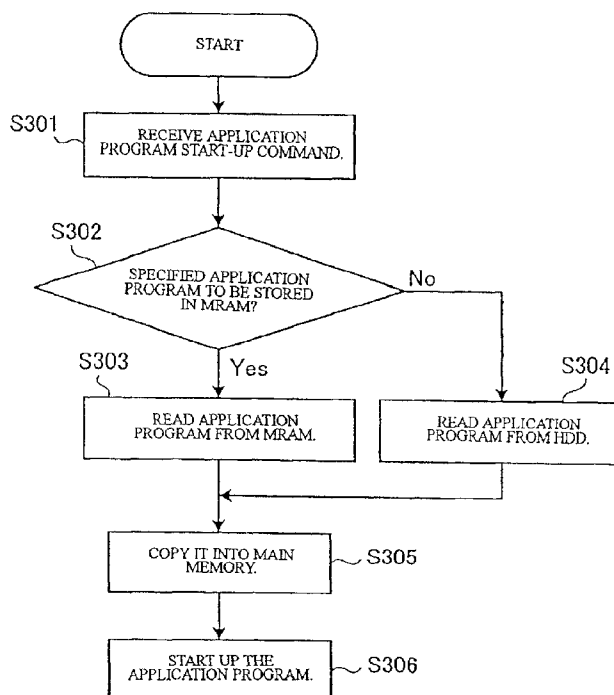 START
S301
RECEIVE APPLICATION
PROGRAM START-UP COMMAND.
S302
SPECIFIED APPLICATION
PROGRAM TO BE STORED
IN MRAM?
No
Yes
S303
READ APPLICATION
PROGRAM FROM MRAM.
S304
READ APPLICATION
PROGRAM FROM HDD.
COPY IT INTO MAIN
MEMORY.
S305
START UP THE
APPLICATION PROGRAM.
S306